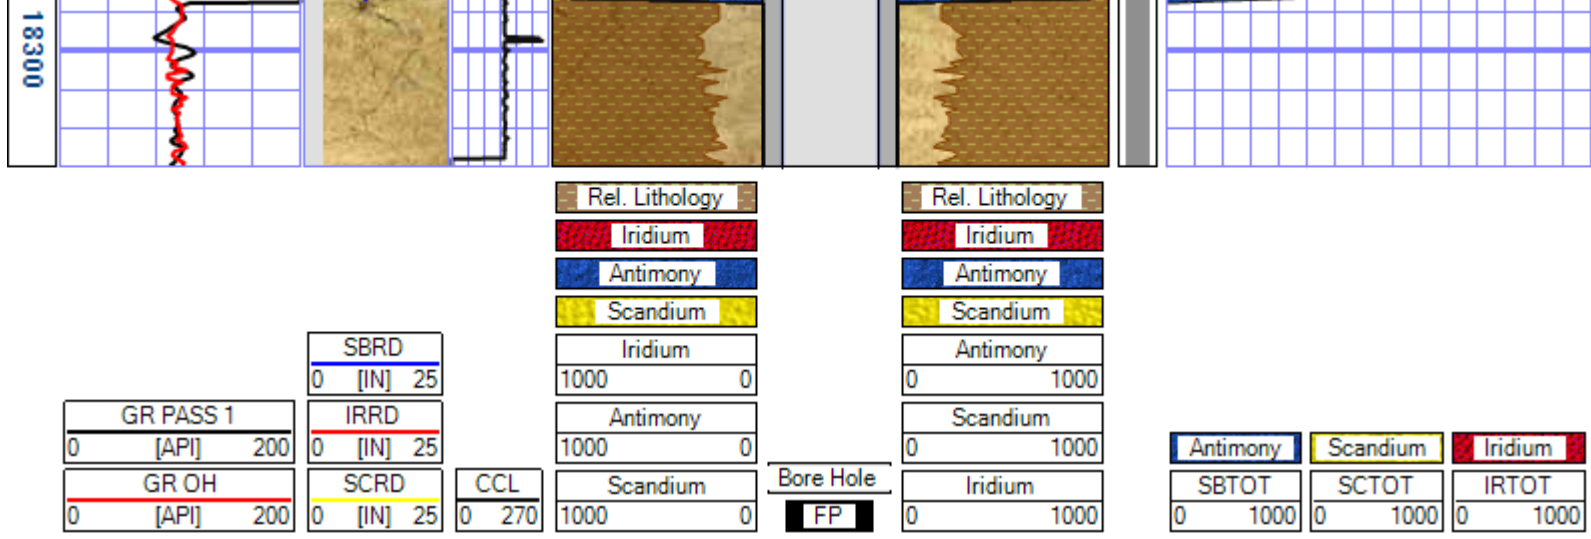 18300
Rel. Lithology
Rel. Lithology
Iridium
Iridium
Antimony
Antimony
Scandium
Scandium
SBRD
0 [IN] 25
Iridium
1000 0
Antimony
0 1000
GR PASS 1
0 [API] 200
IRRD
0 [IN] 25
Antimony
1000 0
Scandium
0 1000
Antimony
Scandium
Iridium
GR OH
0 [API] 200
SCRD
0 [IN] 25
CCL
0 270
Scandium
1000 0
Bore Hole
FP
Iridium
0 1000
SBTOT
0 1000
SCTOT
0 1000
IRTOT
0 1000